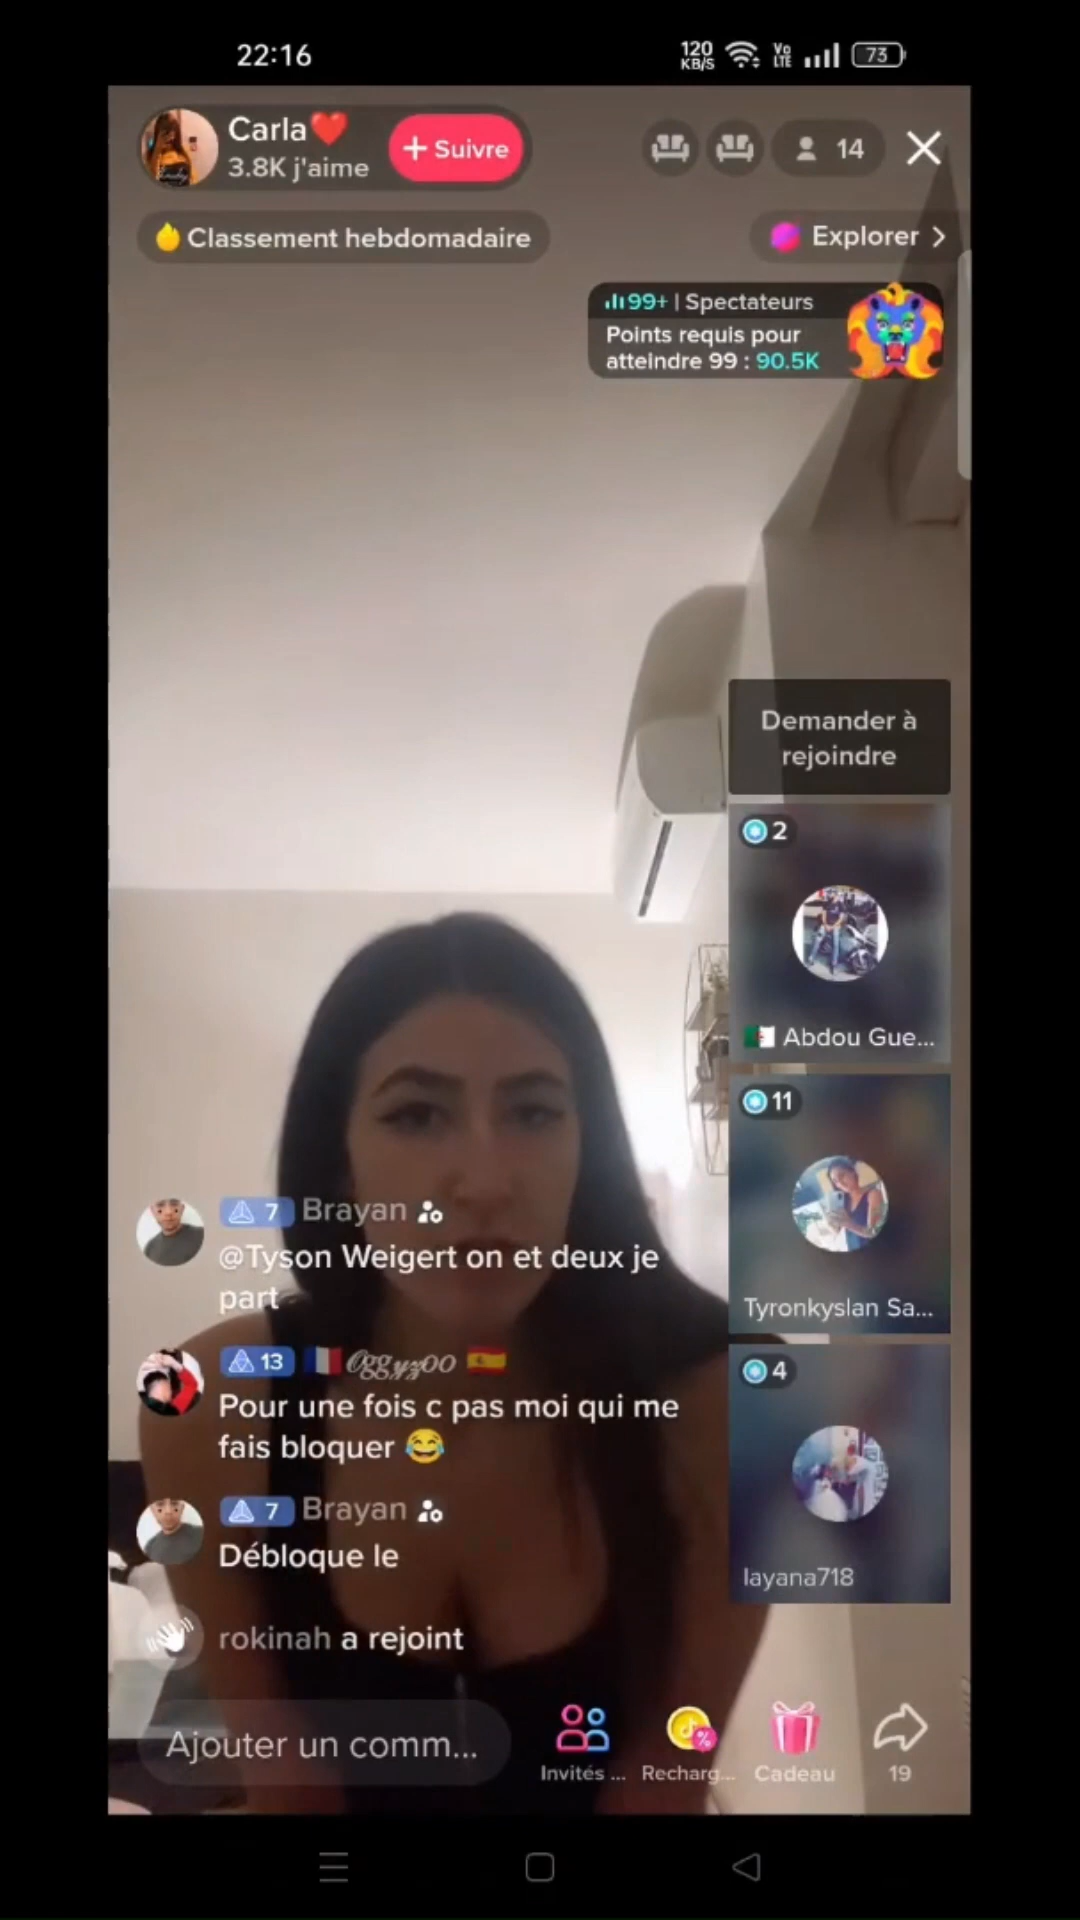 22:16
120
KB/S
Vo
LTE
73
Carla❤️
3.8K j'aime
+ Suivre
14
Classement hebdomadaire
Explorer >
99+ | Spectateurs
Points requis pour
atteindre 99 : 90.5K
Demander à
rejoindre
2
🇩🇿 Abdou Gue...
11
Tyronkyslan Sa...
4
layana718
7 Brayan
@Tyson Weigert on et deux je
part
13 🇫🇷 Oggyzoo 🇪🇸
Pour une fois c pas moi qui me
fais bloquer 😂
7 Brayan
Débloque le
rokinah a rejoint
Ajouter un comm...
Invités ...
Recharg...
Cadeau
19